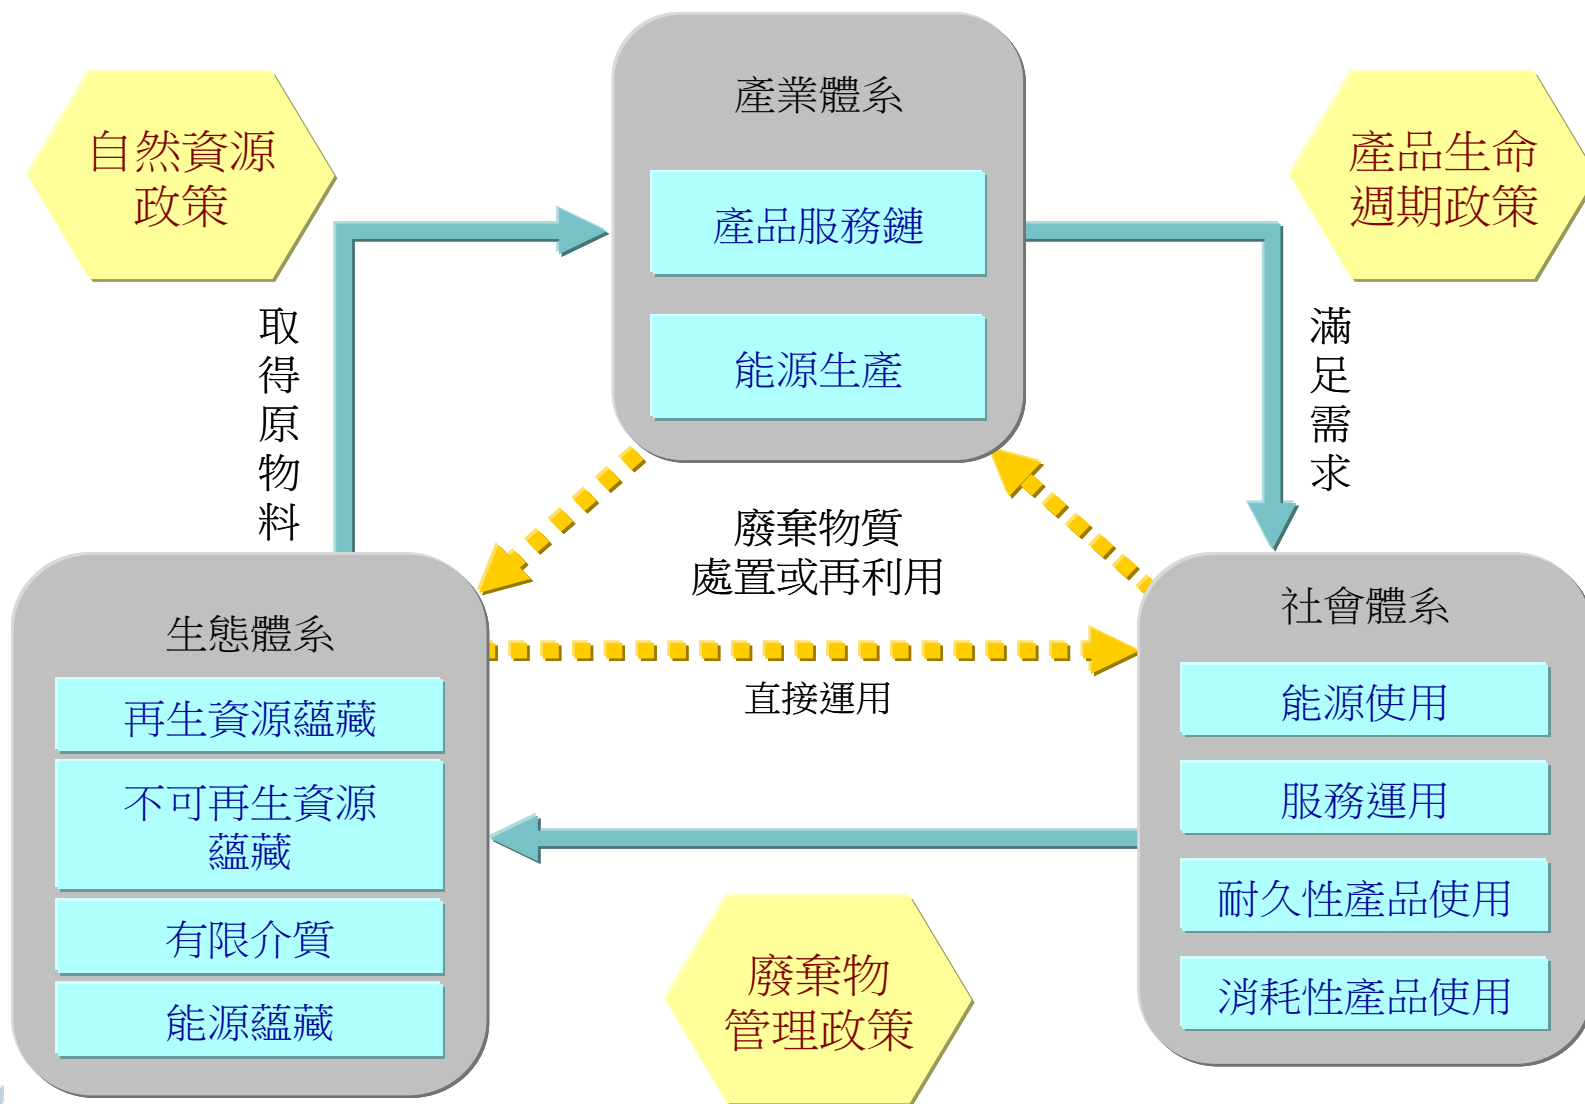 自然資源
政策
產業體系
產品服務鏈
能源生產
產品生命
週期政策
取得原物料
滿足需求
廢棄物質
處置或再利用
直接運用
生態體系
再生資源蘊藏
不可再生資源
蘊藏
有限介質
能源蘊藏
社會體系
能源使用
服務運用
耐久性產品使用
消耗性產品使用
廢棄物
管理政策